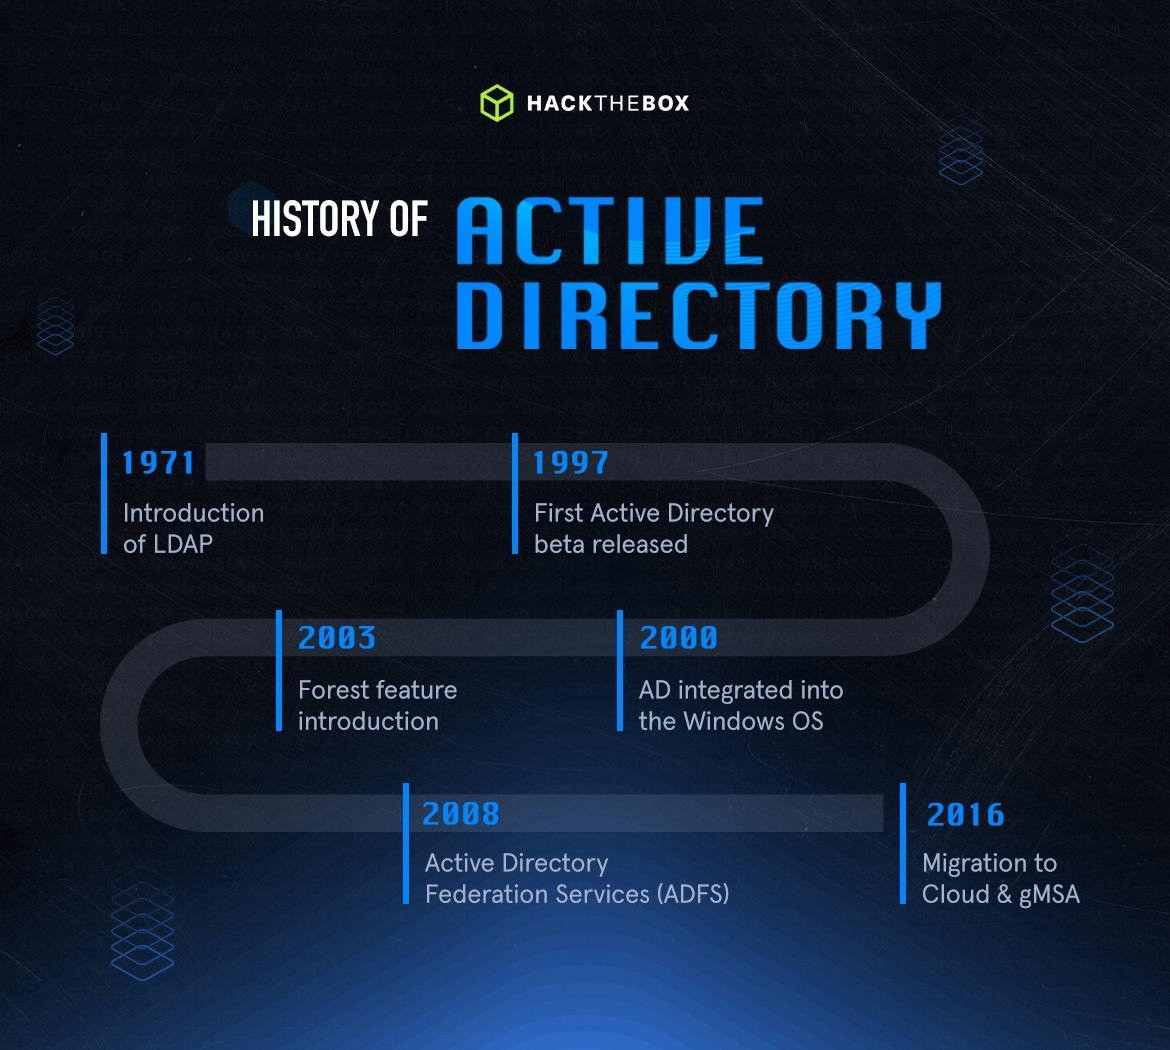 HACKTHEBOX
HISTORY OF ACTIVE
DIRECTORY
1971
Introduction
of LDAP
1997
First Active Directory
beta released
2000
AD integrated into
the Windows OS
2003
Forest feature
introduction
2008
Active Directory
Federation Services (ADFS)
2016
Migration to
Cloud & gMSA